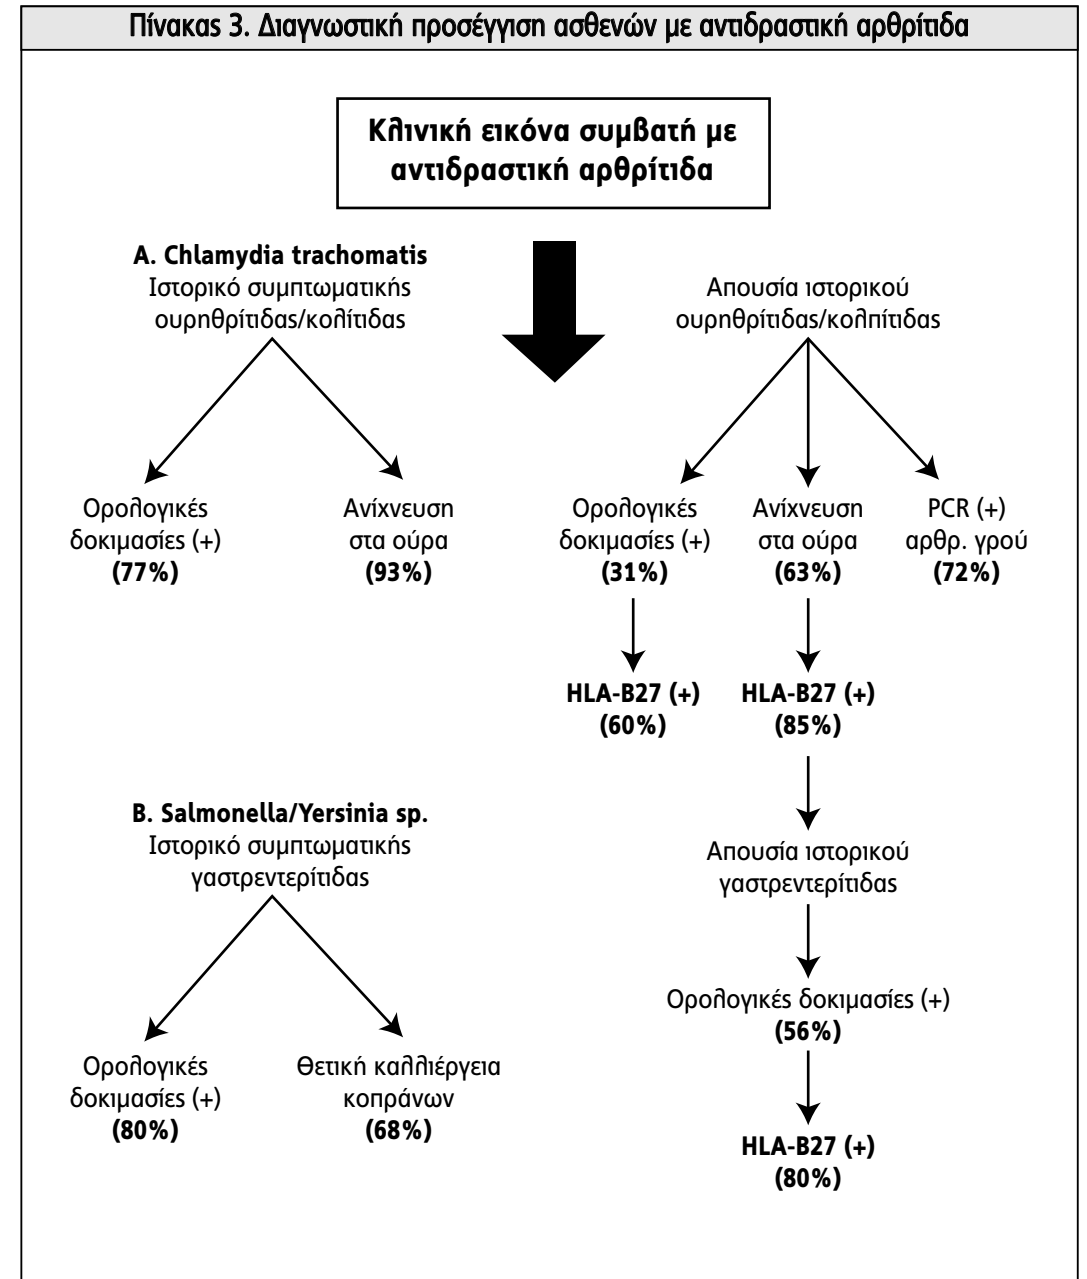 Πίνακας 3. Διαγνωστική προσέγγιση ασθενών με αντιδραστική αρθρίτιδα
Κλινική εικόνα συμβατή με
αντιδραστική αρθρίτιδα
A. Chlamydia trachomatis
Ιστορικό συμπτωματικής
ουρηθρίτιδας/κολίτιδας
Απουσία ιστορικού
ουρηθρίτιδας/κολπίτιδας
Ορολογικές
δοκιμασίες (+)
(77%)
Ανίχνευση
στα ούρα
(93%)
Ορολογικές
δοκιμασίες (+)
(31%)
Ανίχνευση
στα ούρα
(63%)
PCR (+)
αρθρ. γρού
(72%)
HLA-B27 (+)
(60%)
HLA-B27 (+)
(85%)
B. Salmonella/Yersinia sp.
Ιστορικό συμπτωματικής
γαστρεντερίτιδας
Απουσία ιστορικού
γαστρεντερίτιδας
Ορολογικές δοκιμασίες (+)
(56%)
Ορολογικές
δοκιμασίες (+)
(80%)
Θετική καλλιέργεια
κοπράνων
(68%)
HLA-B27 (+)
(80%)